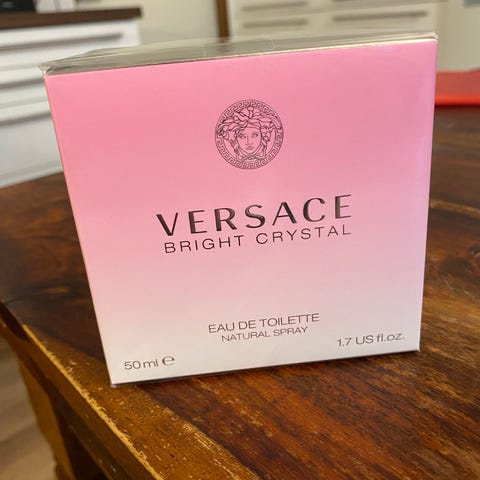 VERSACE
BRIGHT CRYSTAL
EAU DE TOILETTE
NATURAL SPRAY
50 ml ℮
1.7 US fl.oz.